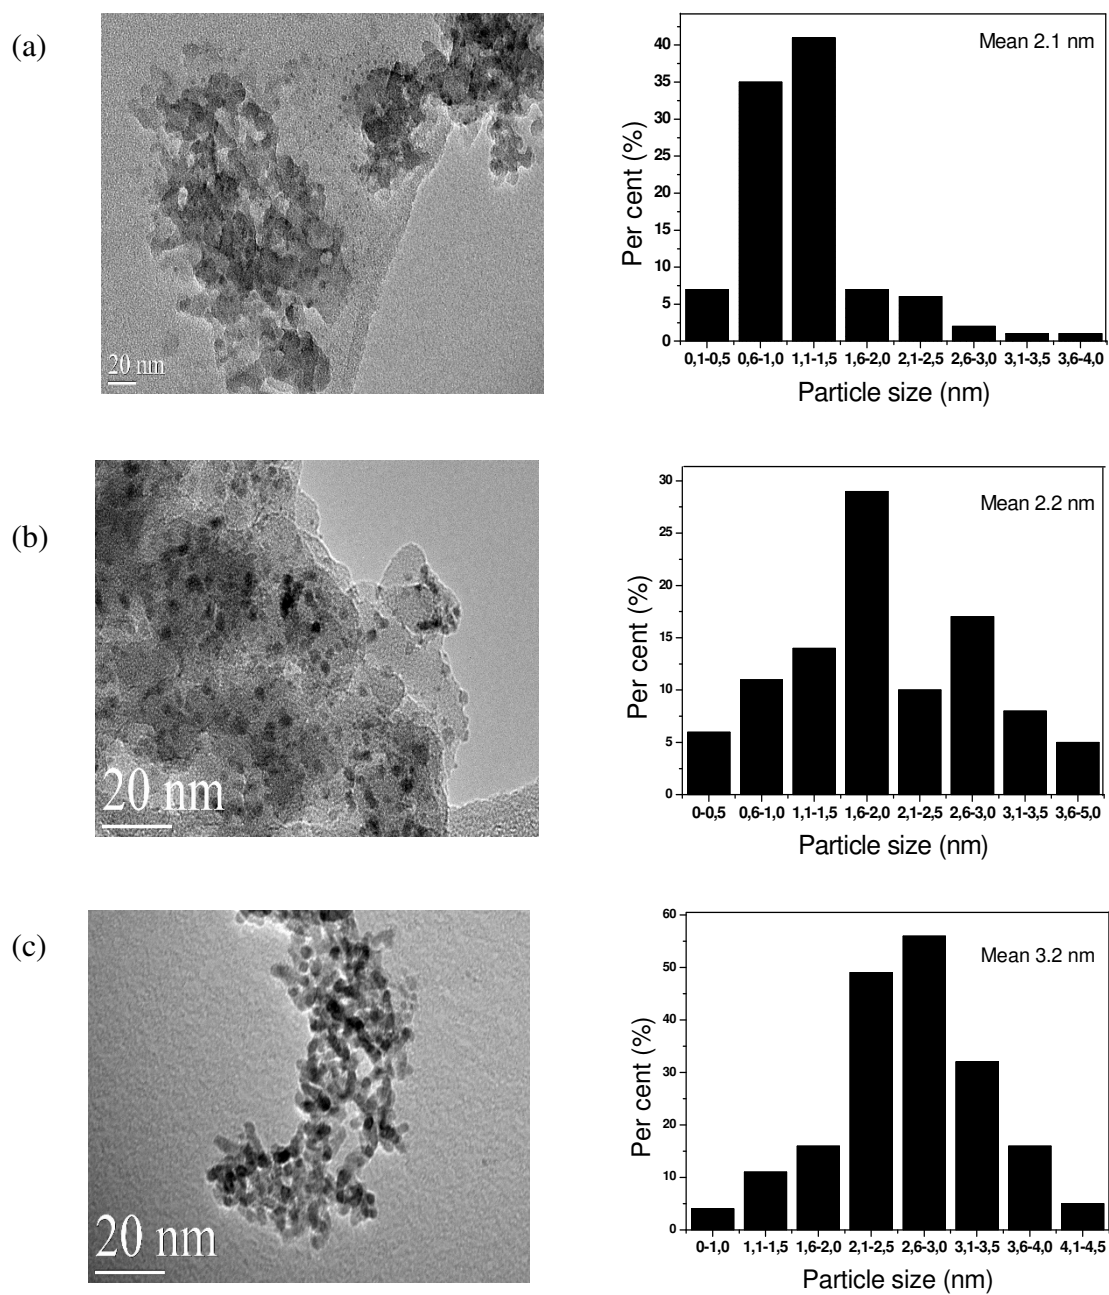 (a)
20 nm
Mean 2.1 nm
Per cent (%)
40
35
30
25
20
15
10
5
0
0,1-0,5 0,6-1,0 1,1-1,5 1,6-2,0 2,1-2,5 2,6-3,0 3,1-3,5 3,6-4,0
Particle size (nm)
(b)
20 nm
Mean 2.2 nm
Per cent (%)
30
25
20
15
10
5
0
0-0,5 0,6-1,0 1,1-1,5 1,6-2,0 2,1-2,5 2,6-3,0 3,1-3,5 3,6-5,0
Particle size (nm)
(c)
20 nm
Mean 3.2 nm
Per cent (%)
60
50
40
30
20
10
0
0-1,0 1,1-1,5 1,6-2,0 2,1-2,5 2,6-3,0 3,1-3,5 3,6-4,0 4,1-4,5
Particle size (nm)